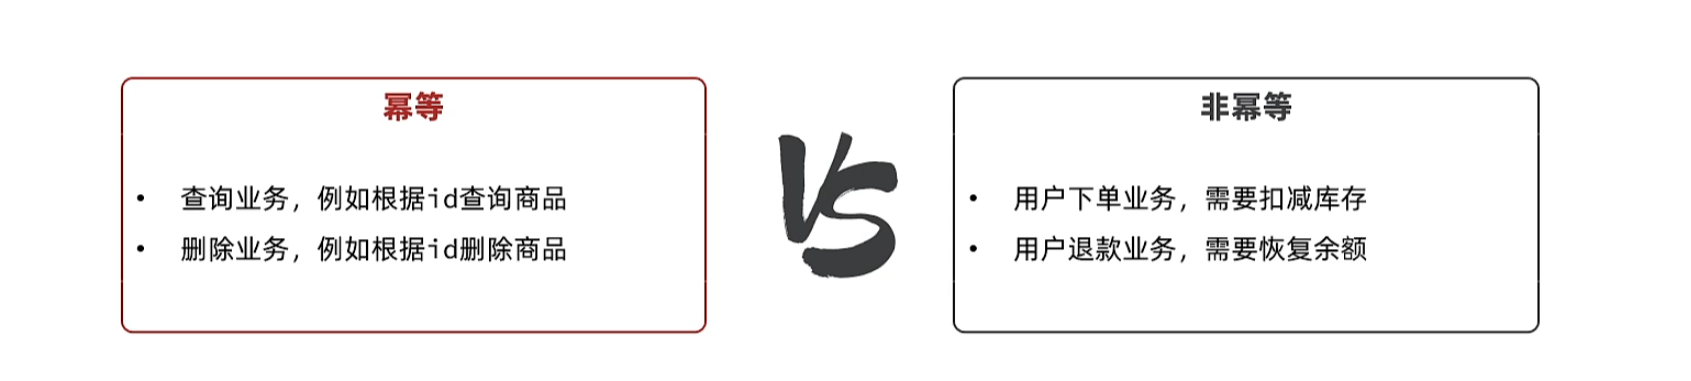 幂等
• 查询业务，例如根据id查询商品
• 删除业务，例如根据id删除商品
VS
非幂等
• 用户下单业务，需要扣减库存
• 用户退款业务，需要恢复余额